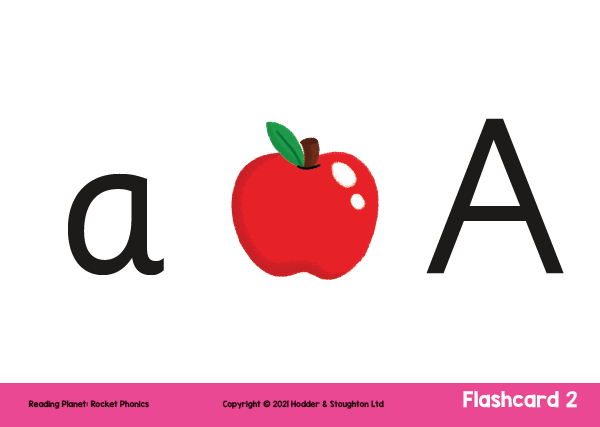 a A
Reading Planet: Rocket Phonics Copyright © 2021 Hodder & Stoughton Ltd Flashcard 2